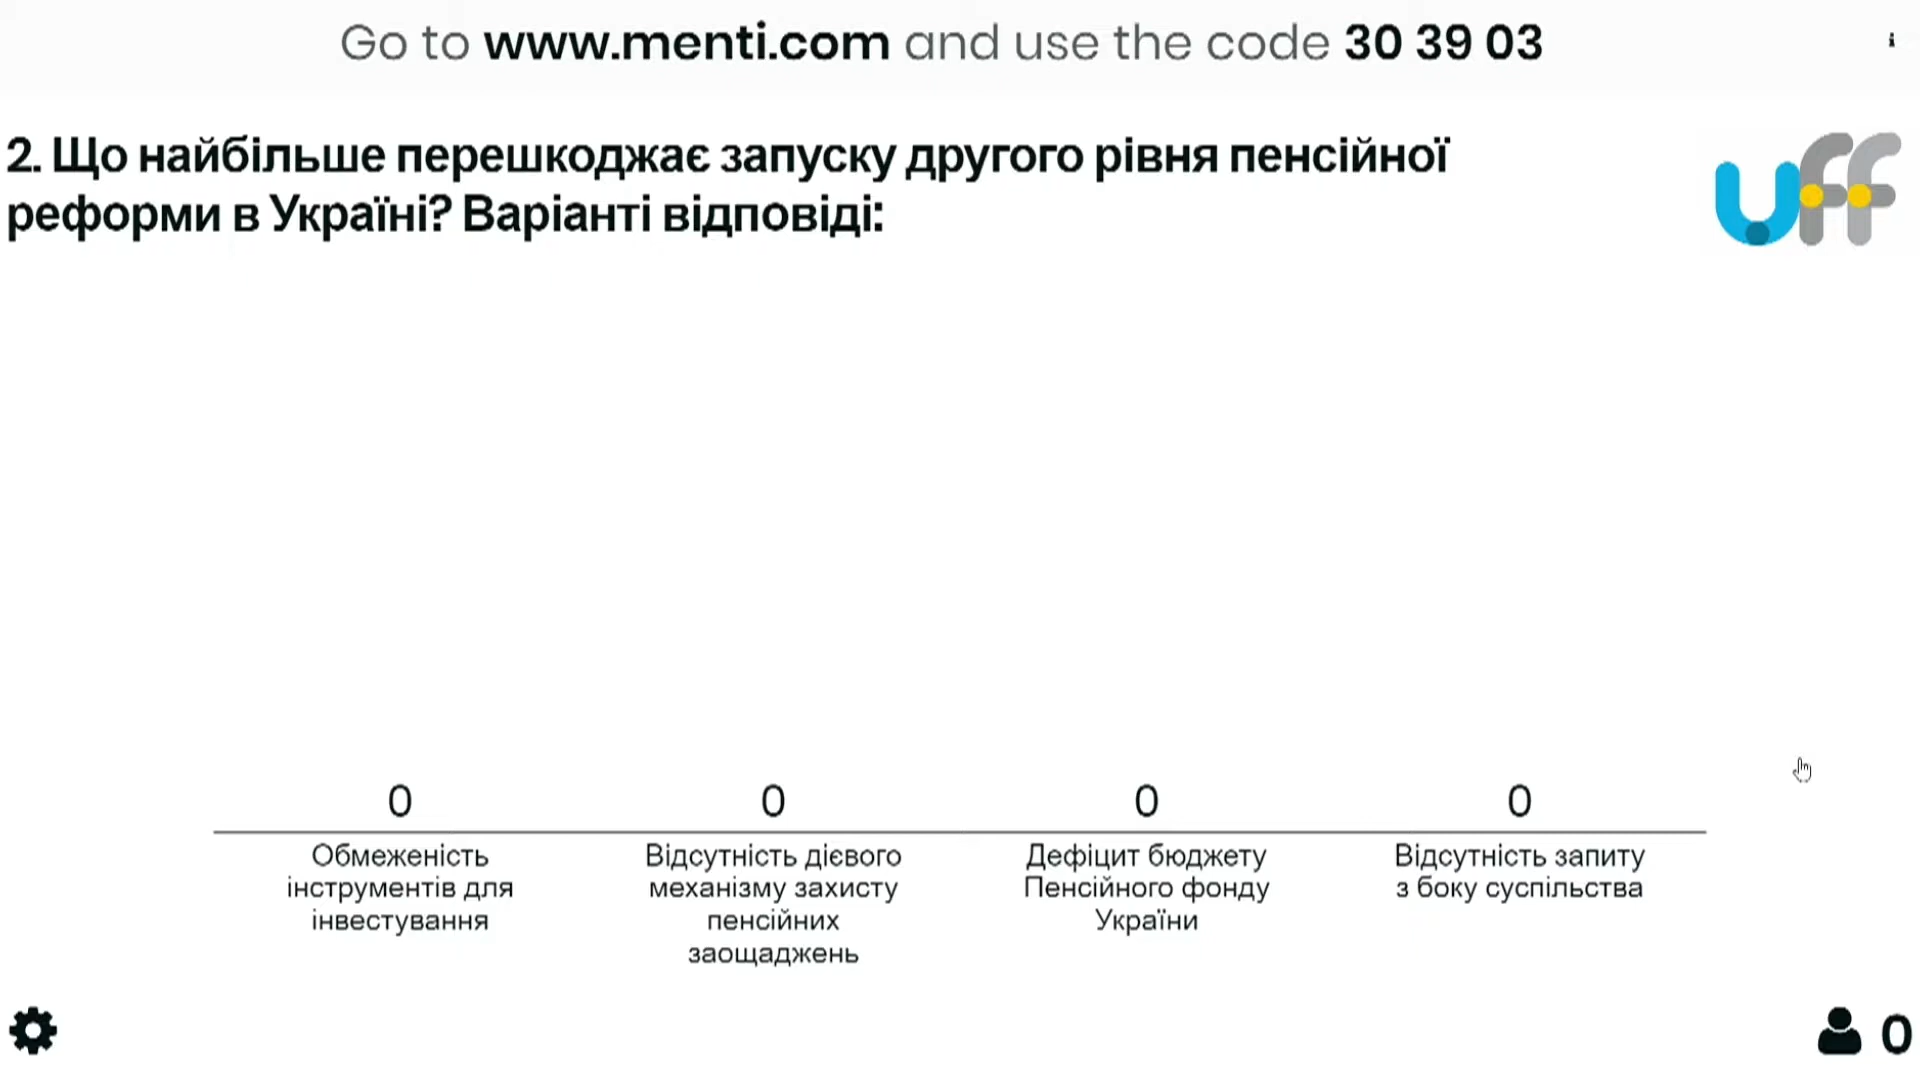 Go to www.menti.com and use the code 30 39 03
i
2. Що найбільше перешкоджає запуску другого рівня пенсійної
реформи в Україні? Варіанті відповіді:
uff
0
0
0
0
Обмеженість
інструментів для
інвестування
Відсутність дієвого
механізму захисту
пенсійних
заощаджень
Дефіцит бюджету
Пенсійного фонду
України
Відсутність запиту
з боку суспільства
0